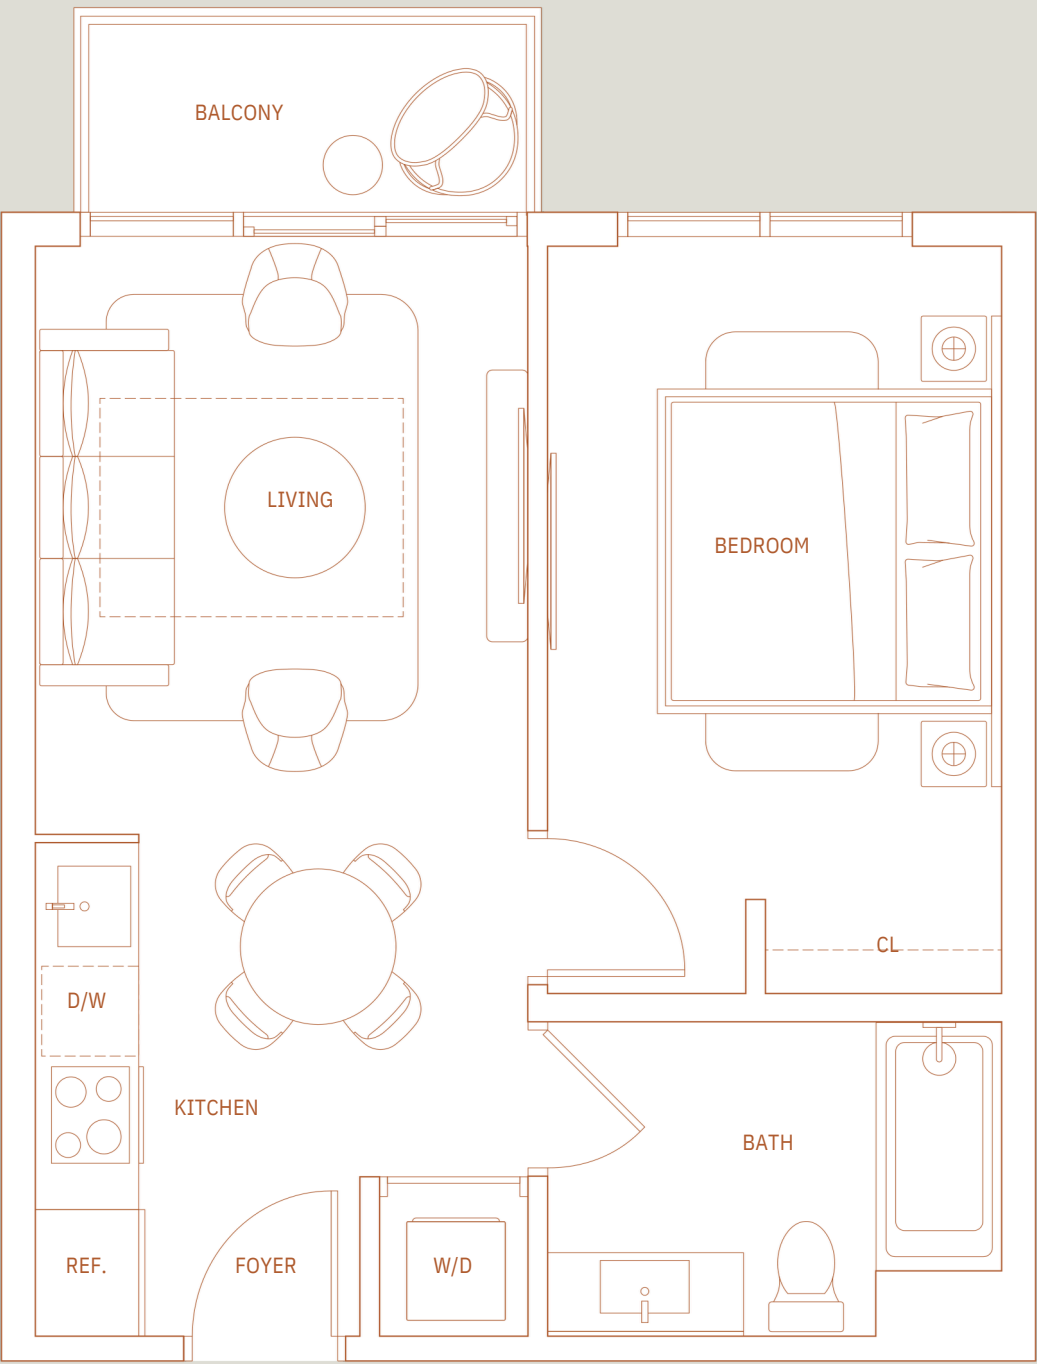 BALCONY
LIVING
BEDROOM
CL
D/W
KITCHEN
BATH
REF.
FOYER
W/D